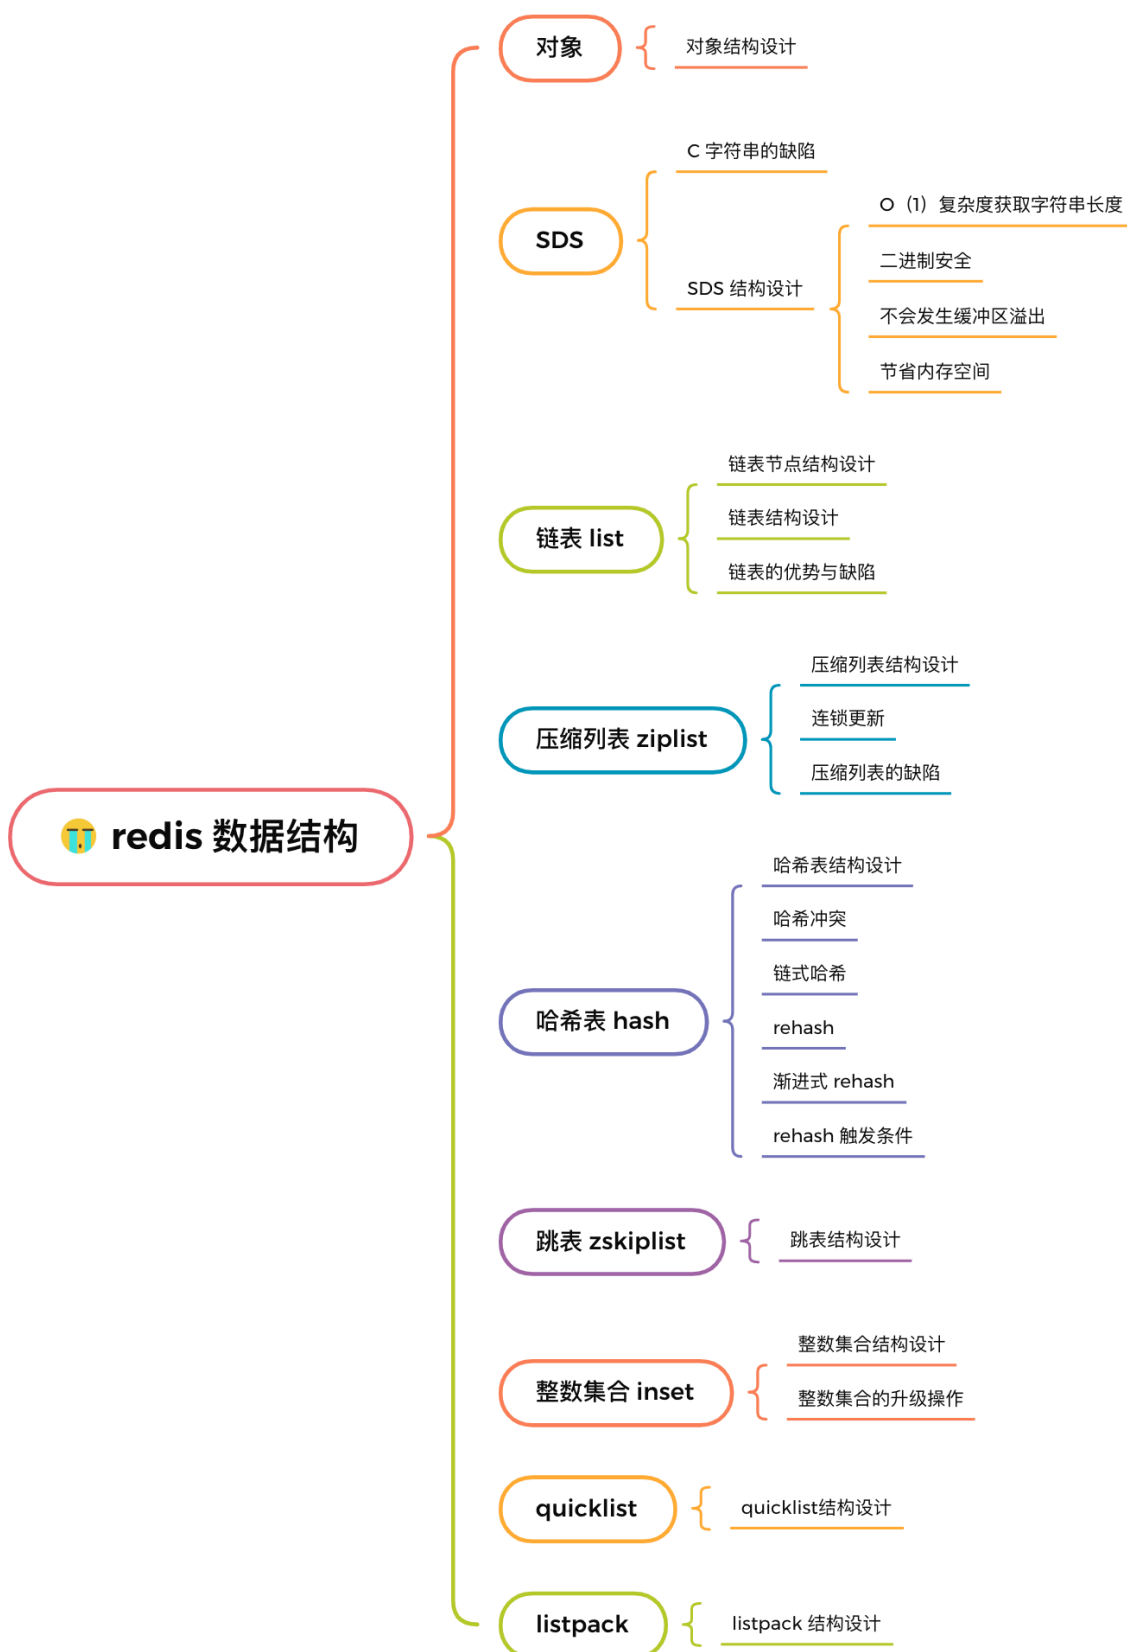 redis 数据结构
对象
对象结构设计
SDS
C 字符串的缺陷
SDS 结构设计
O（1）复杂度获取字符串长度
二进制安全
不会发生缓冲区溢出
节省内存空间
链表 list
链表节点结构设计
链表结构设计
链表的优势与缺陷
压缩列表 ziplist
压缩列表结构设计
连锁更新
压缩列表的缺陷
哈希表 hash
哈希表结构设计
哈希冲突
链式哈希
rehash
渐进式 rehash
rehash 触发条件
跳表 zskiplist
跳表结构设计
整数集合 inset
整数集合结构设计
整数集合的升级操作
quicklist
quicklist结构设计
listpack
listpack 结构设计